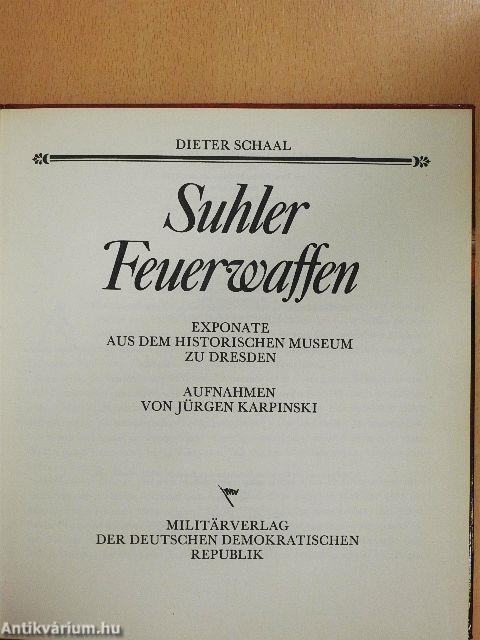 DIETER SCHAAL
Suhler
Feuerwaffen
EXPONATE
AUS DEM HISTORISCHEN MUSEUM
ZU DRESDEN
AUFNAHMEN
VON JÜRGEN KARPINSKI
MILITÄRVERLAG
DER DEUTSCHEN DEMOKRATISCHEN
REPUBLIK
Antikvárium.hu